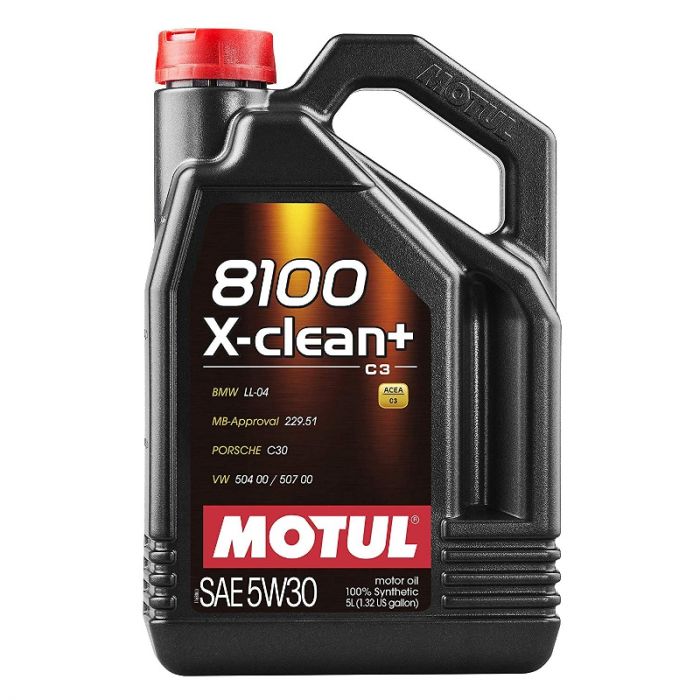 MOTUL
8100
X-clean+
C3
BMW LL-04
ACEA
C3
MB-Approval 229.51
PORSCHE C30
VW 504 00 / 507 00
MOTUL®
SAE 5W30
motor oil
100% Synthetic
5L (1.32 US gallon)